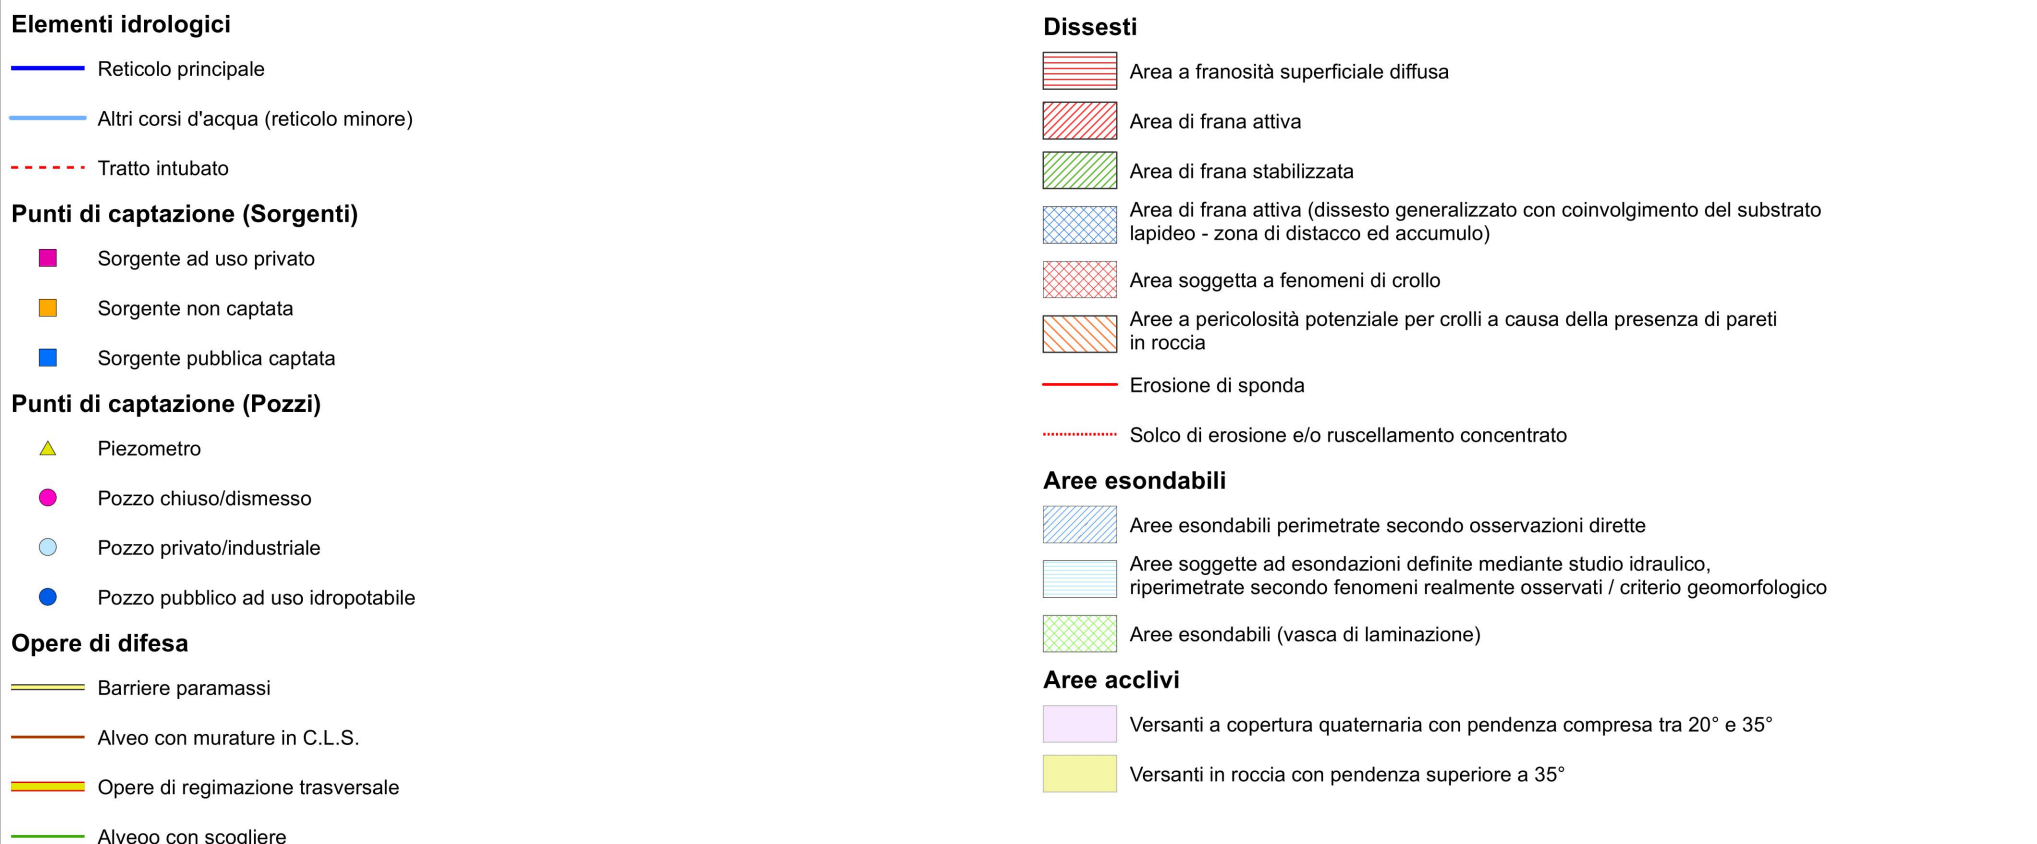 Elementi idrologici
Reticolo principale
Altri corsi d'acqua (reticolo minore)
Tratto intubato
Punti di captazione (Sorgenti)
Sorgente ad uso privato
Sorgente non captata
Sorgente pubblica captata
Punti di captazione (Pozzi)
Piezometro
Pozzo chiuso/dismesso
Pozzo privato/industriale
Pozzo pubblico ad uso idropotabile
Opere di difesa
Barriere paramassi
Alveo con murature in C.L.S.
Opere di regimazione trasversale
Alveoo con scogliere
Dissesti
Area a franosità superficiale diffusa
Area di frana attiva
Area di frana stabilizzata
Area di frana attiva (dissesto generalizzato con coinvolgimento del substrato
lapideo - zona di distacco ed accumulo)
Area soggetta a fenomeni di crollo
Aree a pericolosità potenziale per crolli a causa della presenza di pareti
in roccia
Erosione di sponda
Solco di erosione e/o ruscellamento concentrato
Aree esondabili
Aree esondabili perimetrate secondo osservazioni dirette
Aree soggette ad esondazioni definite mediante studio idraulico,
riperimetrate secondo fenomeni realmente osservati / criterio geomorfologico
Aree esondabili (vasca di laminazione)
Aree acclivi
Versanti a copertura quaternaria con pendenza compresa tra 20° e 35°
Versanti in roccia con pendenza superiore a 35°